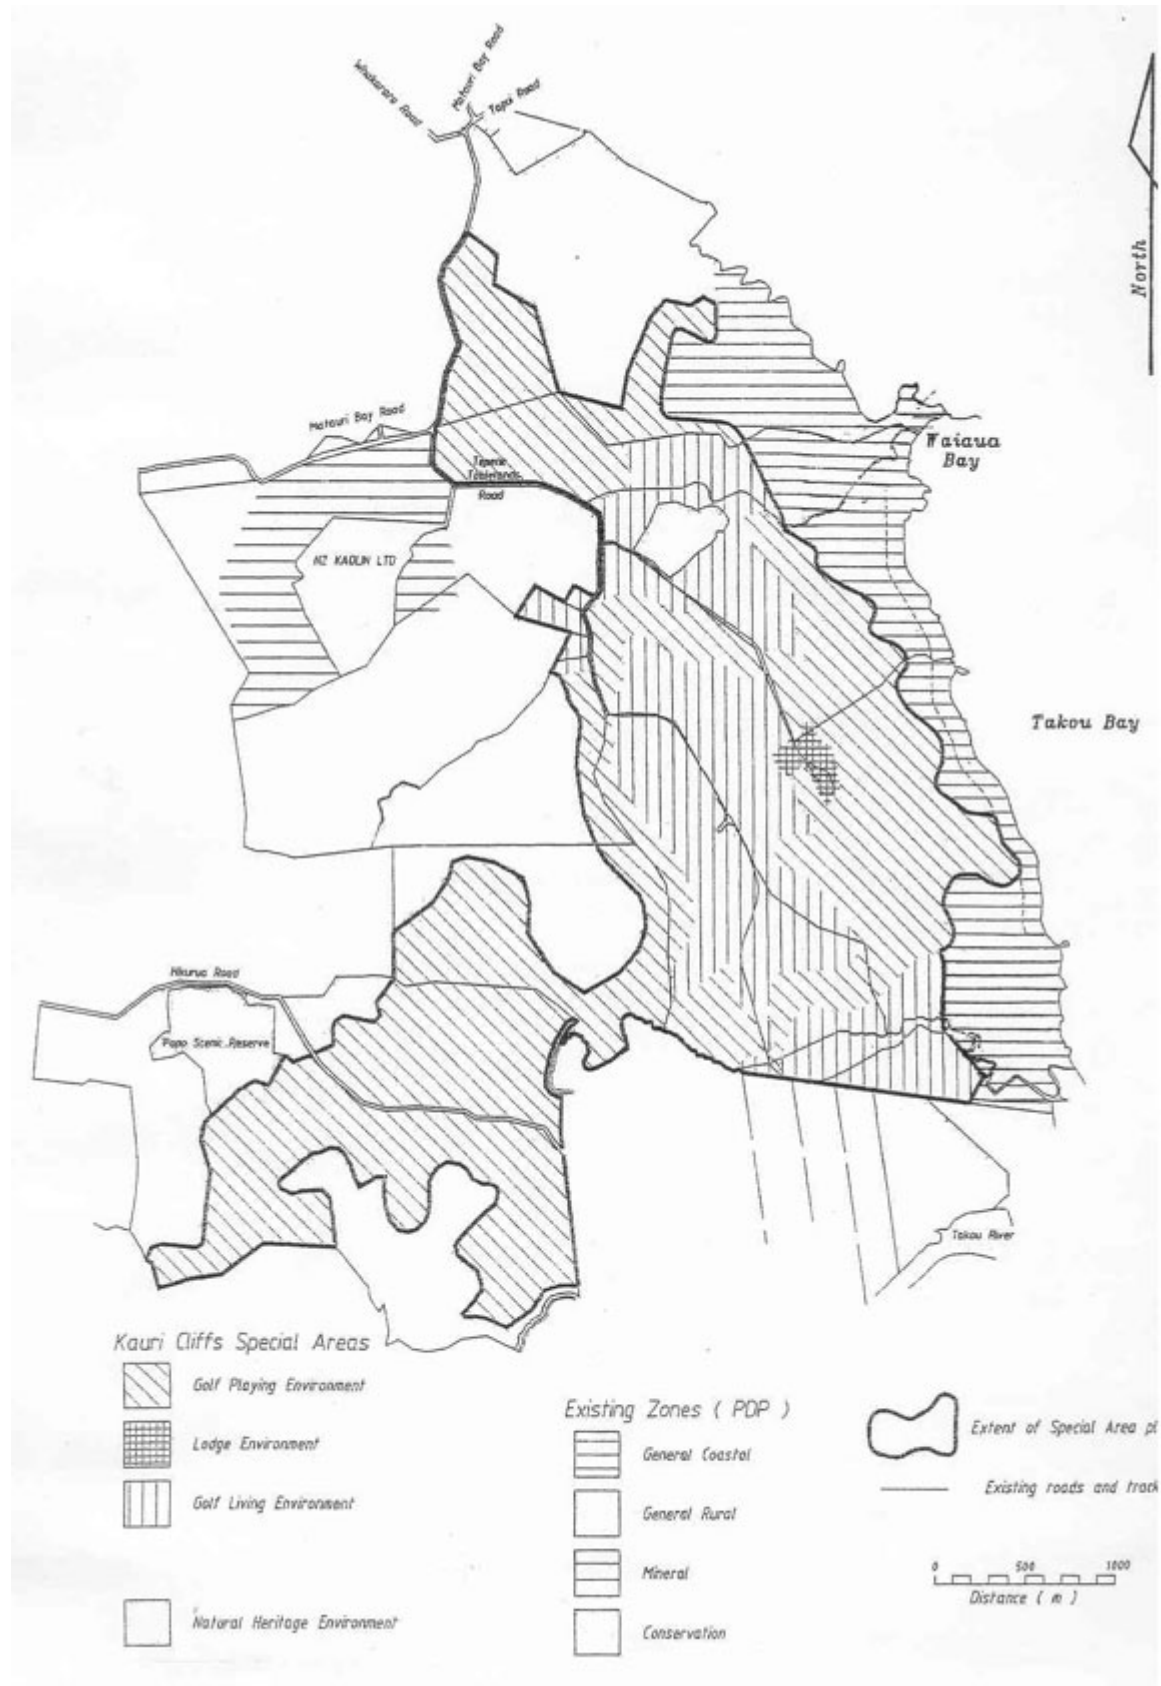 Whakarara Road
Matauri Bay Road
Tapui Road
North
Matauri Bay Road
Waiaua
Bay
Tepene
Tablelands
Road
NZ KAOLIN LTD
Takou Bay
Hikurua Road
Papo Scenic Reserve
Takou River
Kauri Cliffs Special Areas
Golf Playing Environment
Lodge Environment
Golf Living Environment
Natural Heritage Environment
Existing Zones ( PDP )
General Coastal
General Rural
Mineral
Conservation
Extent of Special Area pl
Existing roads and track
0 500 1000
Distance ( m )